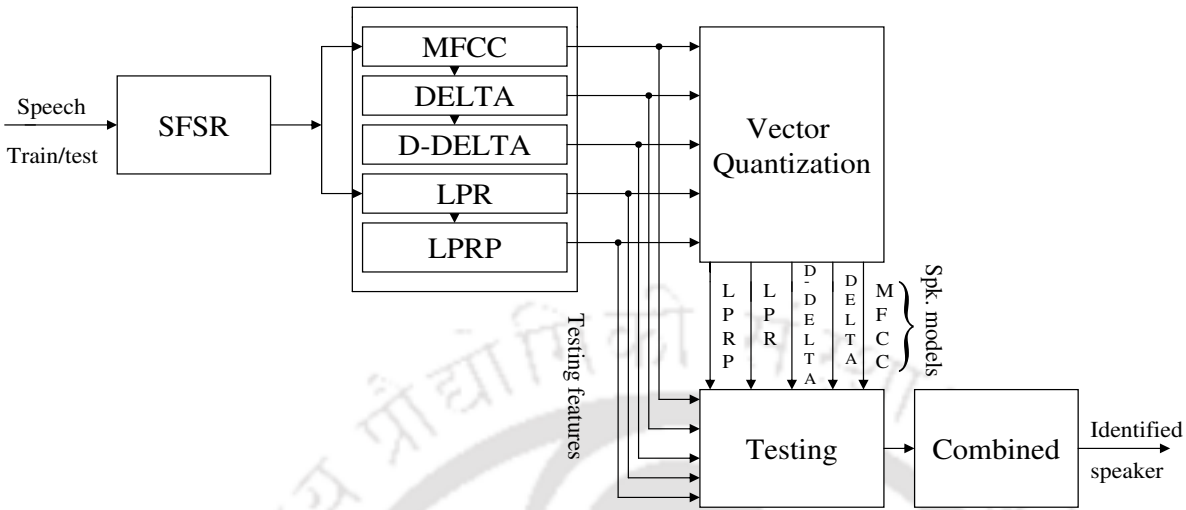 Speech
Train/test
SFSR
MFCC
DELTA
D-DELTA
LPR
LPRP
Vector
Quantization
LPRP
LPR
D-DELTA
DELTA
MFCC
Spk. models
Testing features
Testing
Combined
Identified
speaker